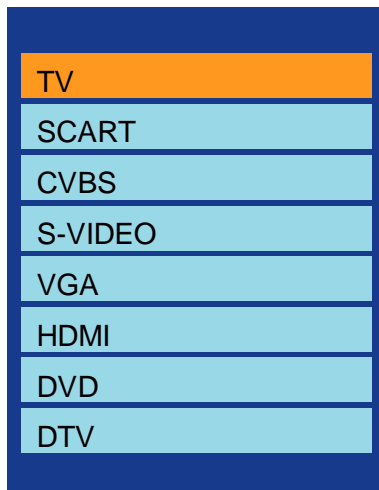 TV
SCART
CVBS
S-VIDEO
VGA
HDMI
DVD
DTV